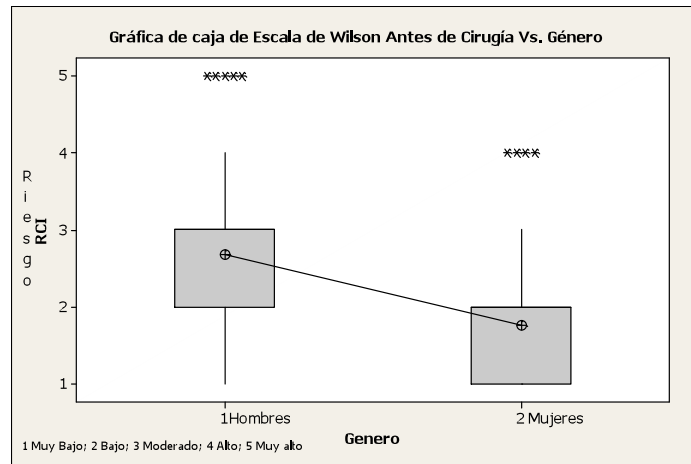 Gráfica de caja de Escala de Wilson Antes de Cirugía Vs. Género
Riesgo
RCI
5
4
3
2
1
1Hombres
2 Mujeres
Genero
1 Muy Bajo; 2 Bajo; 3 Moderado; 4 Alto; 5 Muy alto